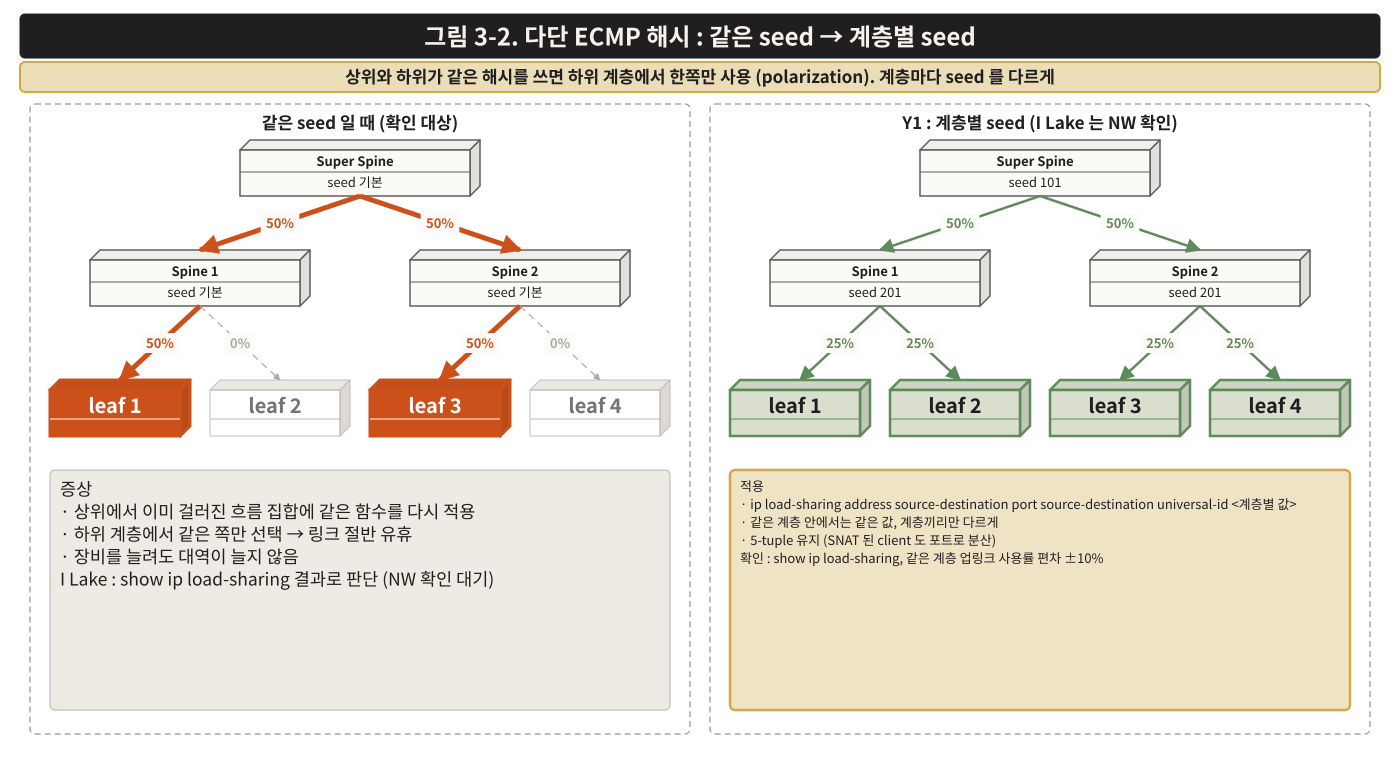 그림 3-2. 다단 ECMP 해시 : 같은 seed → 계층별 seed
상위와 하위가 같은 해시를 쓰면 하위 계층에서 한쪽만 사용 (polarization). 계층마다 seed 를 다르게
같은 seed 일 때 (확인 대상)
Super Spine
seed 기본
50%
50%
Spine 1
seed 기본
Spine 2
seed 기본
50%
0%
50%
0%
leaf 1
leaf 2
leaf 3
leaf 4
증상
· 상위에서 이미 걸러진 흐름 집합에 같은 함수를 다시 적용
· 하위 계층에서 같은 쪽만 선택 → 링크 절반 유휴
· 장비를 늘려도 대역이 늘지 않음
I Lake : show ip load-sharing 결과로 판단 (NW 확인 대기)
Y1 : 계층별 seed (I Lake 는 NW 확인)
Super Spine
seed 101
50%
50%
Spine 1
seed 201
Spine 2
seed 201
25%
25%
25%
25%
leaf 1
leaf 2
leaf 3
leaf 4
적용
· ip load-sharing address source-destination port source-destination universal-id <계층별 값>
· 같은 계층 안에서는 같은 값, 계층끼리만 다르게
· 5-tuple 유지 (SNAT 된 client 도 포트로 분산)
확인 : show ip load-sharing, 같은 계층 업링크 사용률 편차 ±10%